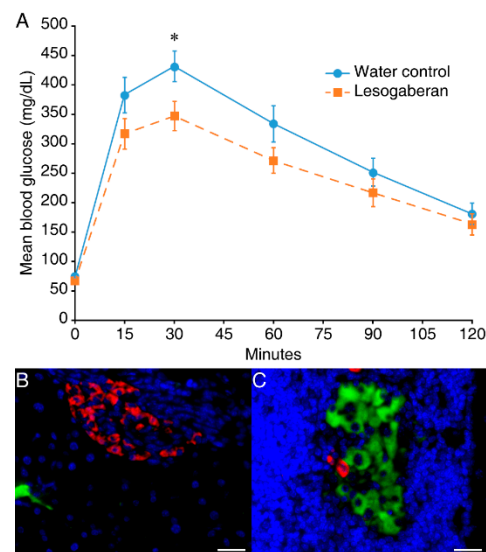 A
500
450
400
350
300
250
200
150
100
50
0
Mean blood glucose (mg/dL)
*
Water control
Lesogaberan
0 15 30 45 60 75 90 105 120
Minutes
B
C